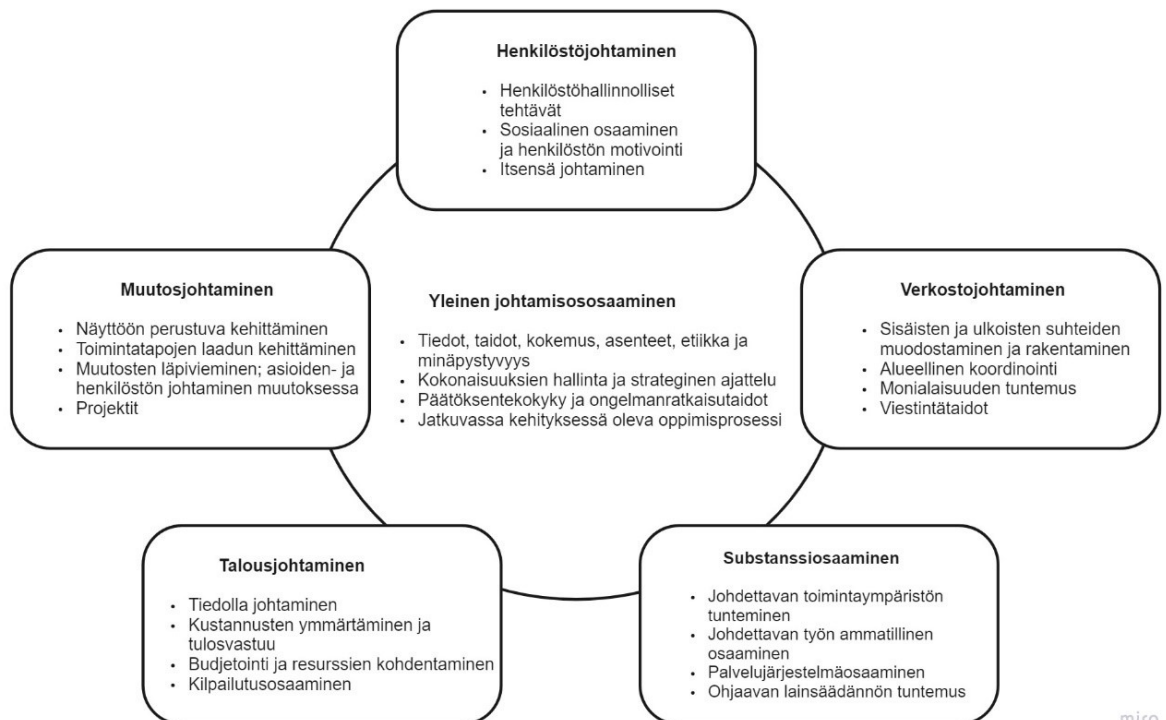 Henkilöstöjohtaminen
• Henkilöstöhallinnolliset
tehtävät
• Sosiaalinen osaaminen
ja henkilöstön motivointi
• Itsensä johtaminen
Muutosjohtaminen
• Näyttöön perustuva kehittäminen
• Toimintatapojen laadun kehittäminen
• Muutosten läpivieminen; asioiden- ja
henkilöstön johtaminen muutoksessa
• Projektit
Yleinen johtamisososaaminen
• Tiedot, taidot, kokemus, asenteet, etiikka ja
minäpystyvyys
• Kokonaisuuksien hallinta ja strateginen ajattelu
• Päätöksentekokyky ja ongelmanratkaisutaidot
• Jatkuvassa kehityksessä oleva oppimisprosessi
Verkostojohtaminen
• Sisäisten ja ulkoisten suhteiden
muodostaminen ja rakentaminen
• Alueellinen koordinointi
• Monialaisuuden tuntemus
• Viestintätaidot
Talousjohtaminen
• Tiedolla johtaminen
• Kustannusten ymmärtäminen ja
tulosvastuu
• Budjetointi ja resurssien kohdentaminen
• Kilpailutusosaaminen
Substanssiosaaminen
• Johdettavan toimintaympäristön
tunteminen
• Johdettavan työn ammatillinen
osaaminen
• Palvelujärjestelmäosaaminen
• Ohjaavan lainsäädännön tuntemus
miro